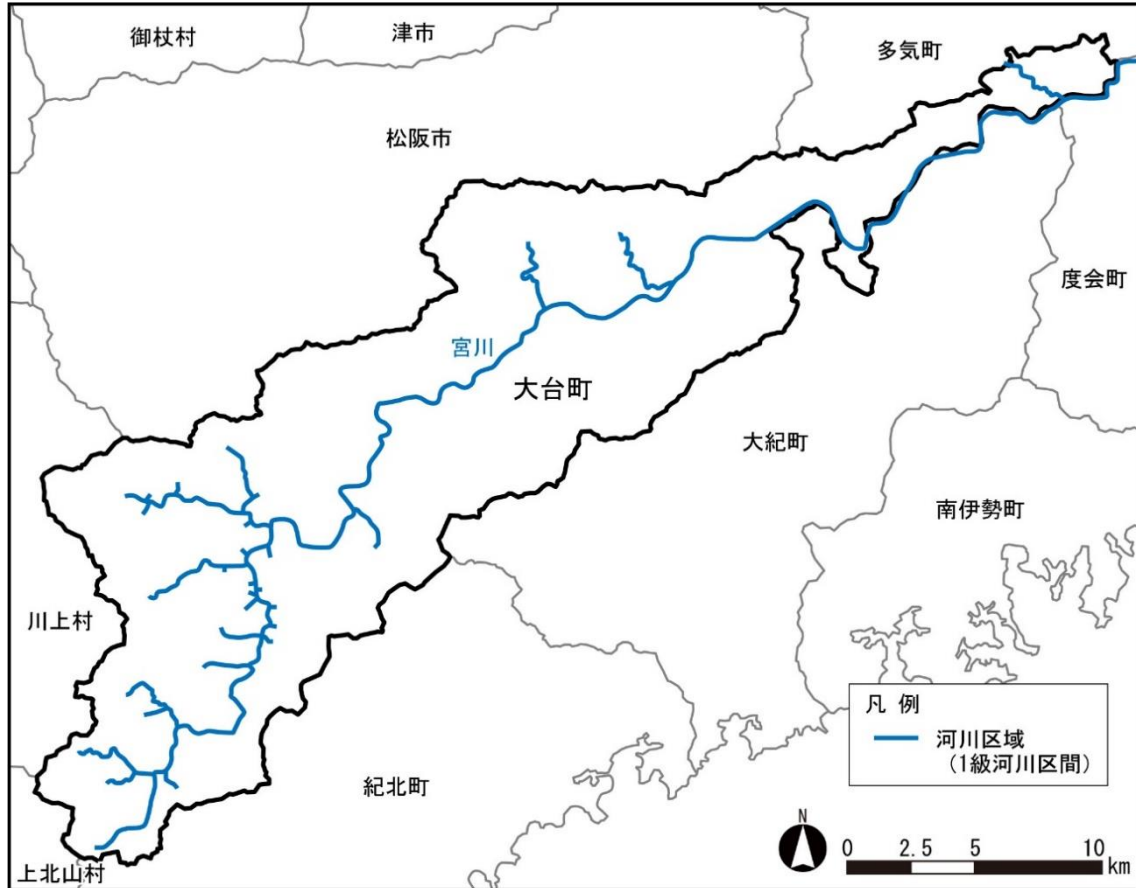 御杖村
津市
多気町
松阪市
度会町
宮川
大台町
大紀町
南伊勢町
川上村
凡 例
河川区域
(1級河川区間)
紀北町
上北山村
N
0 2.5 5 10
km